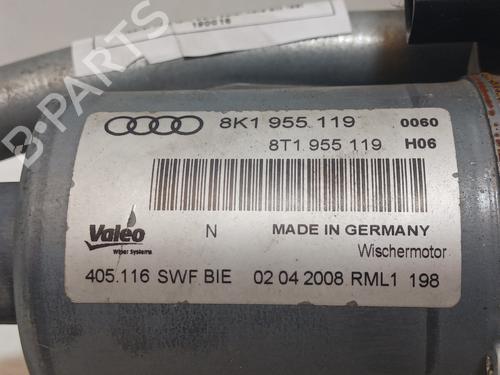 190616
8K1 955 119 0060
8T1 955 119 H06
Valeo N MADE IN GERMANY
Wiper Systems
Wischermotor
405.116 SWF BIE 02 04 2008 RML1 198
B-PARTS